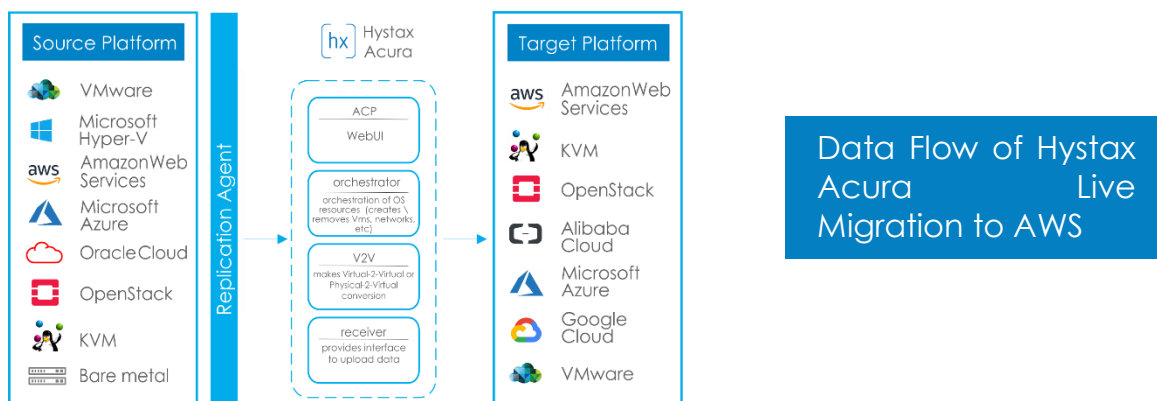 Source Platform
VMware
Microsoft
Hyper-V
aws
AmazonWeb
Services
Microsoft
Azure
OracleCloud
OpenStack
KVM
Bare metal
Replication Agent
hx
Hystax
Acura
ACP
WebUI
orchestrator
orchestration of OS
resources (creates \
removes Vms, networks,
etc)
V2V
makes Virtual-2-Virtual or
Physical-2-Virtual
conversion
receiver
provides interface
to upload data
Target Platform
aws
AmazonWeb
Services
KVM
OpenStack
Alibaba
Cloud
Microsoft
Azure
Google
Cloud
VMware
Data Flow of Hystax
Acura Live
Migration to AWS